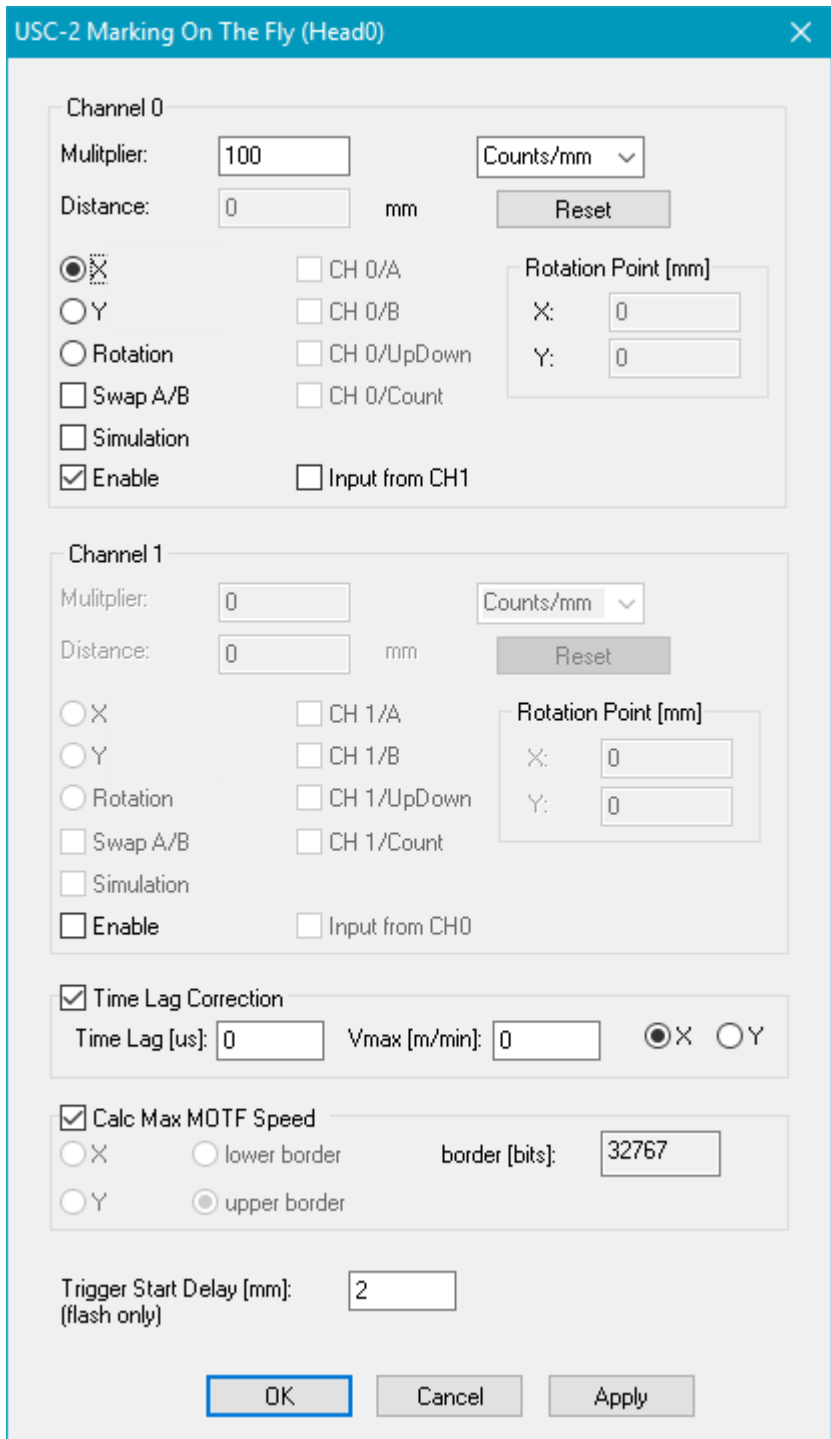 USC-2 Marking On The Fly (Head0)
Channel 0
Mulitplier: 100 Counts/mm
Distance: 0 mm Reset
X CH 0/A Rotation Point [mm]
Y CH 0/B X: 0
Rotation CH 0/UpDown Y: 0
Swap A/B CH 0/Count
Simulation
Enable Input from CH1
Channel 1
Mulitplier: 0 Counts/mm
Distance: 0 mm Reset
X CH 1/A Rotation Point [mm]
Y CH 1/B X: 0
Rotation CH 1/UpDown Y: 0
Swap A/B CH 1/Count
Simulation
Enable Input from CH0
Time Lag Correction
Time Lag [us]: 0 Vmax [m/min]: 0 X Y
Calc Max MOTF Speed
X lower border border [bits]: 32767
Y upper border
Trigger Start Delay [mm]: 2
(flash only)
OK Cancel Apply